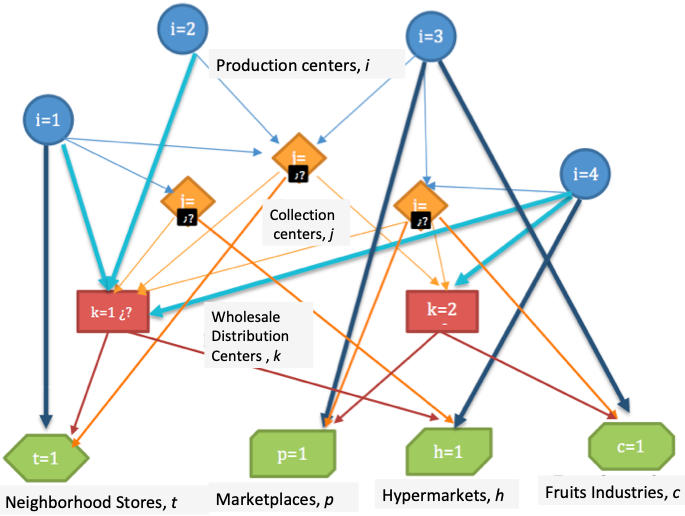 i=2
i=3
Production centers, i
i=1
i=
¿?
i=4
i=
¿?
i=
¿?
Collection
centers, j
k=1 ¿?
k=2
Wholesale
Distribution
Centers , k
t=1
p=1
h=1
c=1
Neighborhood Stores, t
Marketplaces, p
Hypermarkets, h
Fruits Industries, c